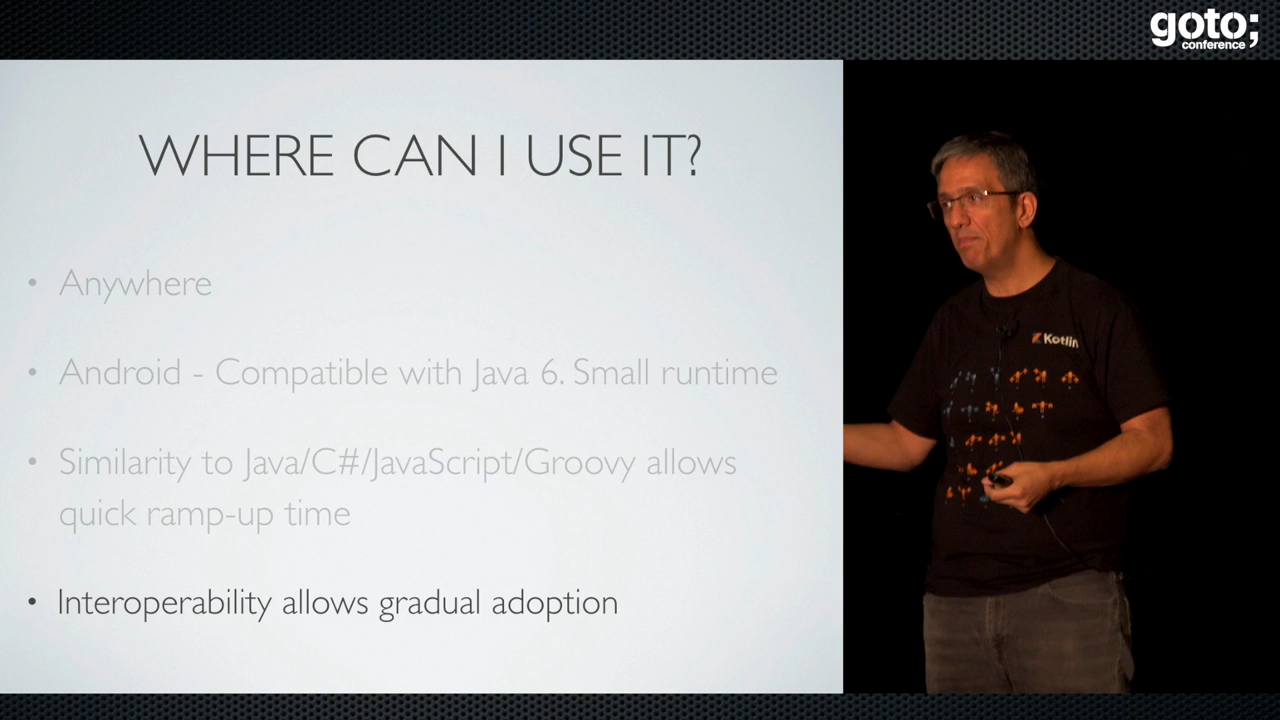 goto;
conference
WHERE CAN I USE IT?
• Anywhere
• Android - Compatible with Java 6. Small runtime
• Similarity to Java/C#/JavaScript/Groovy allows
quick ramp-up time
• Interoperability allows gradual adoption
Kotlin